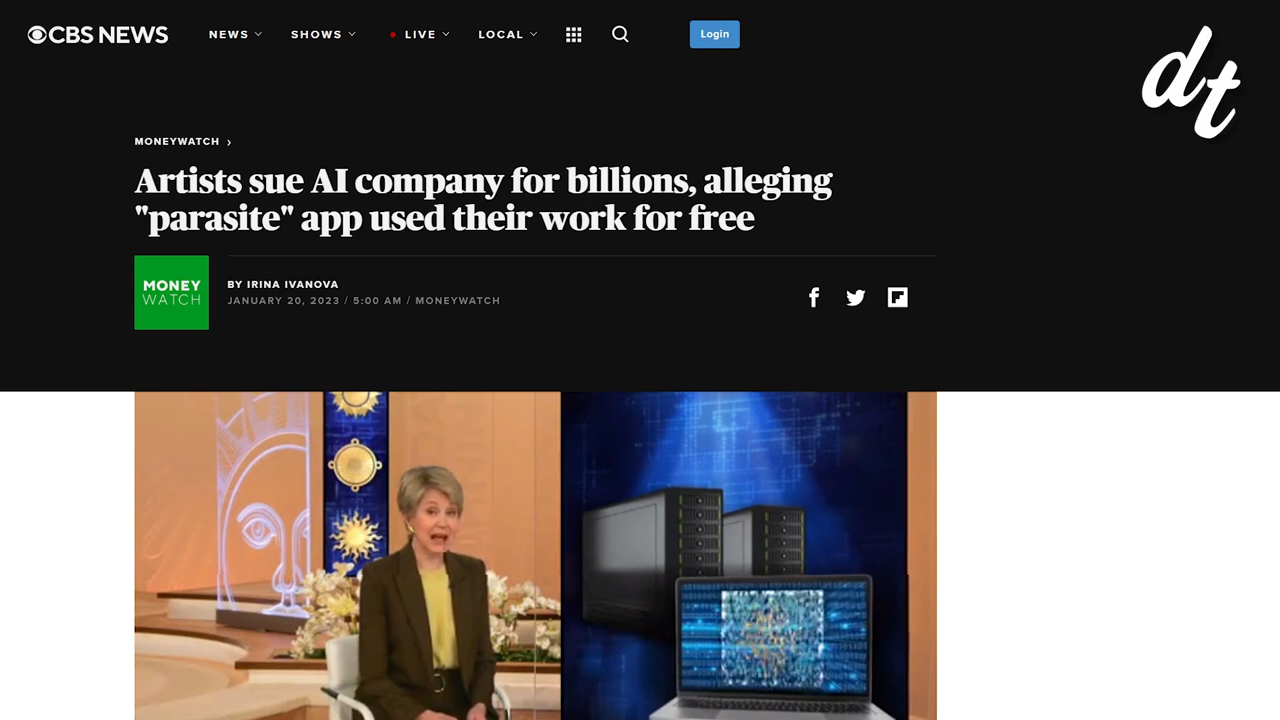 CBS NEWS
NEWS
SHOWS
LIVE
LOCAL
Login
dt
MONEYWATCH ›
Artists sue AI company for billions, alleging
"parasite" app used their work for free
MONEY
WATCH
BY IRINA IVANOVA
JANUARY 20, 2023 / 5:00 AM / MONEYWATCH